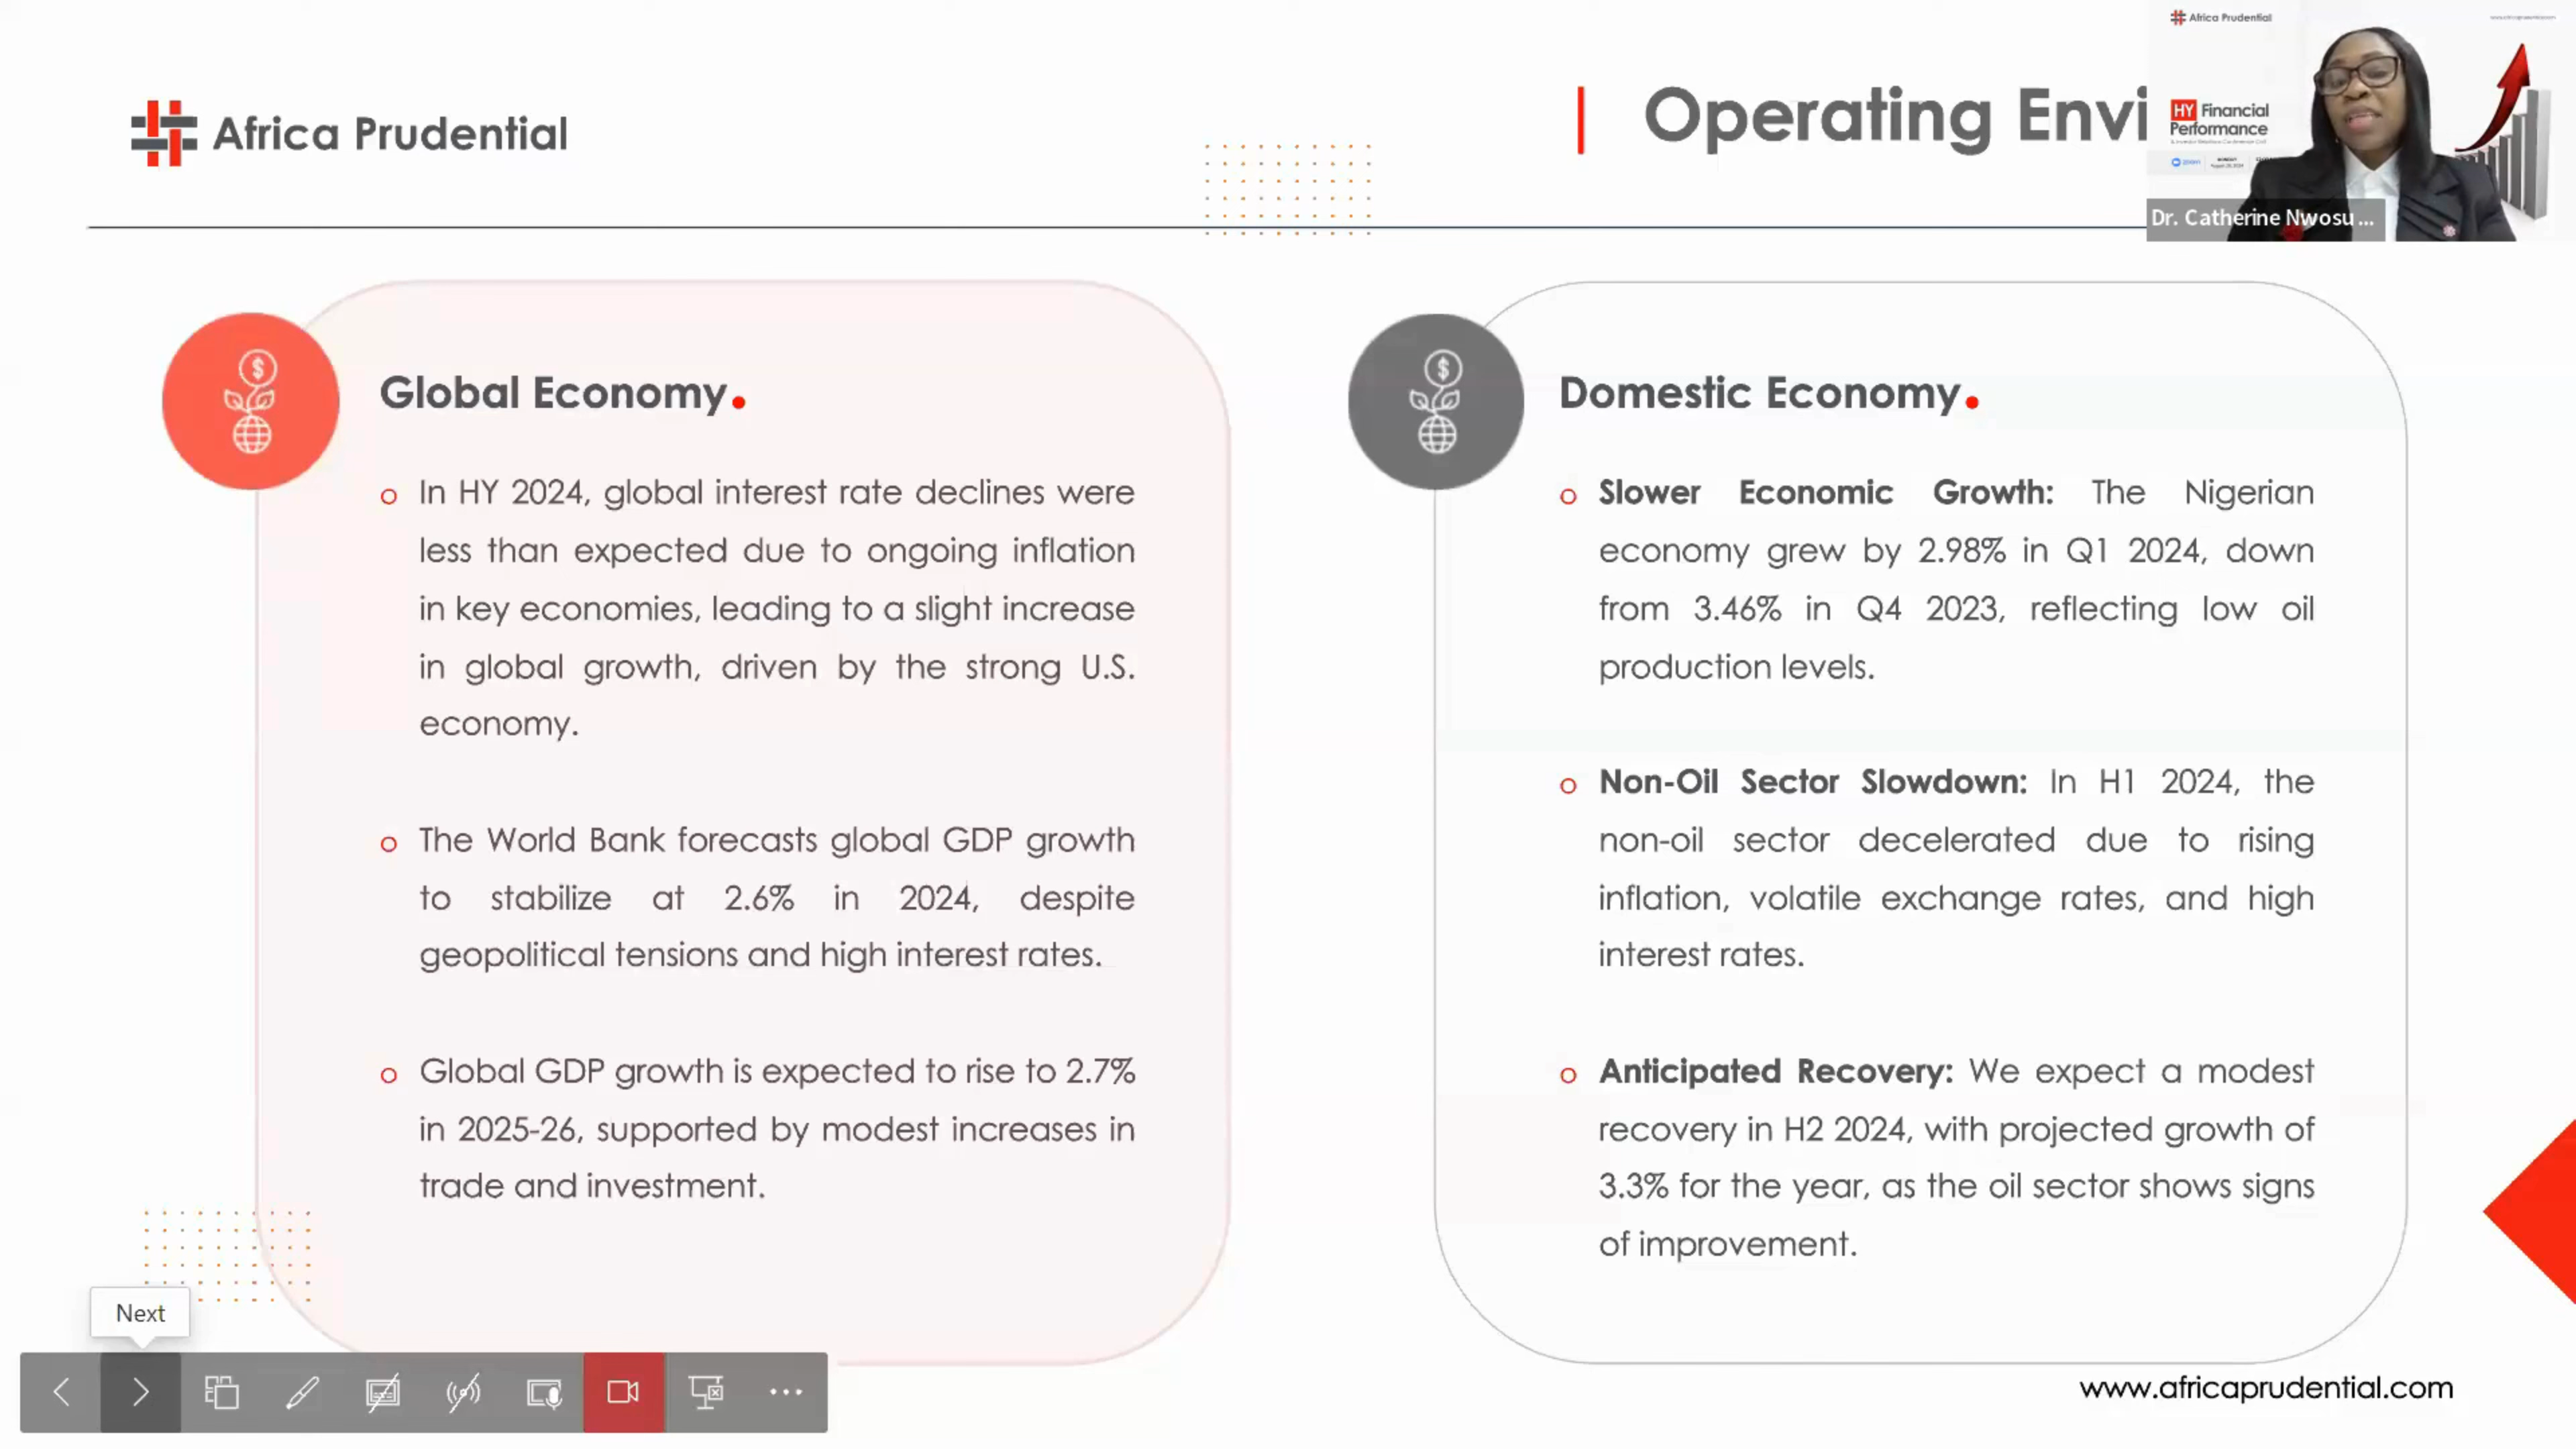 Africa Prudential
Operating Envi
Africa Prudential
HY Financial
Performance
Dr. Catherine Nwosu...
Global Economy.
o In HY 2024, global interest rate declines were
less than expected due to ongoing inflation
in key economies, leading to a slight increase
in global growth, driven by the strong U.S.
economy.
o The World Bank forecasts global GDP growth
to stabilize at 2.6% in 2024, despite
geopolitical tensions and high interest rates.
o Global GDP growth is expected to rise to 2.7%
in 2025-26, supported by modest increases in
trade and investment.
Domestic Economy.
o Slower Economic Growth: The Nigerian
economy grew by 2.98% in Q1 2024, down
from 3.46% in Q4 2023, reflecting low oil
production levels.
o Non-Oil Sector Slowdown: In H1 2024, the
non-oil sector decelerated due to rising
inflation, volatile exchange rates, and high
interest rates.
o Anticipated Recovery: We expect a modest
recovery in H2 2024, with projected growth of
3.3% for the year, as the oil sector shows signs
of improvement.
Next
www.africaprudential.com